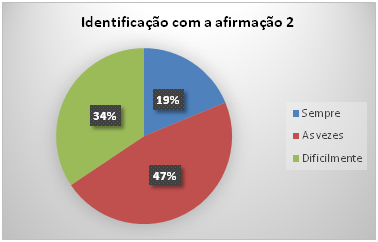 Identificação com a afirmação 2
19%
34%
47%
Sempre
As vezes
Dificilmente